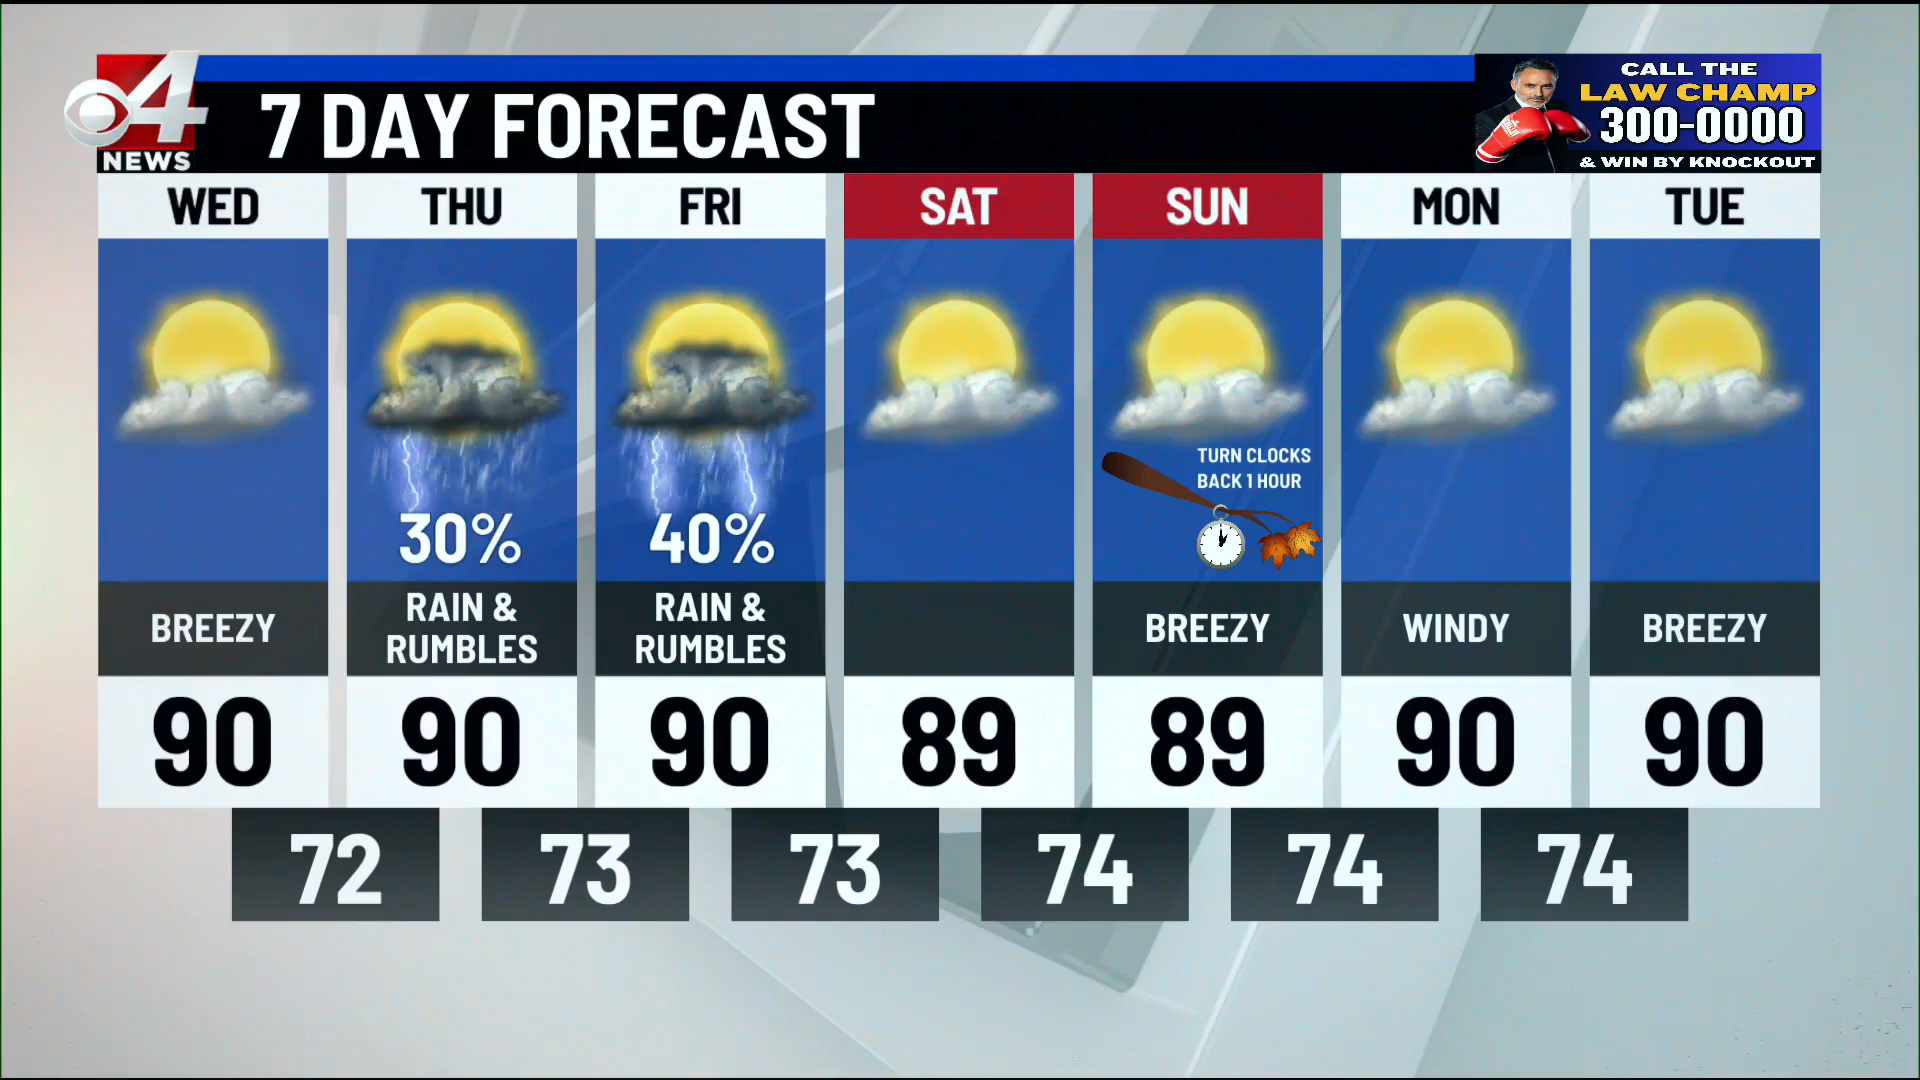 4
NEWS
7 DAY FORECAST
CALL THE
LAW CHAMP
300-0000
& WIN BY KNOCKOUT
WED
THU
FRI
SAT
SUN
MON
TUE
TURN CLOCKS
BACK 1 HOUR
30%
40%
BREEZY
RAIN &
RUMBLES
RAIN &
RUMBLES
BREEZY
WINDY
BREEZY
90
90
90
89
89
90
90
72
73
73
74
74
74